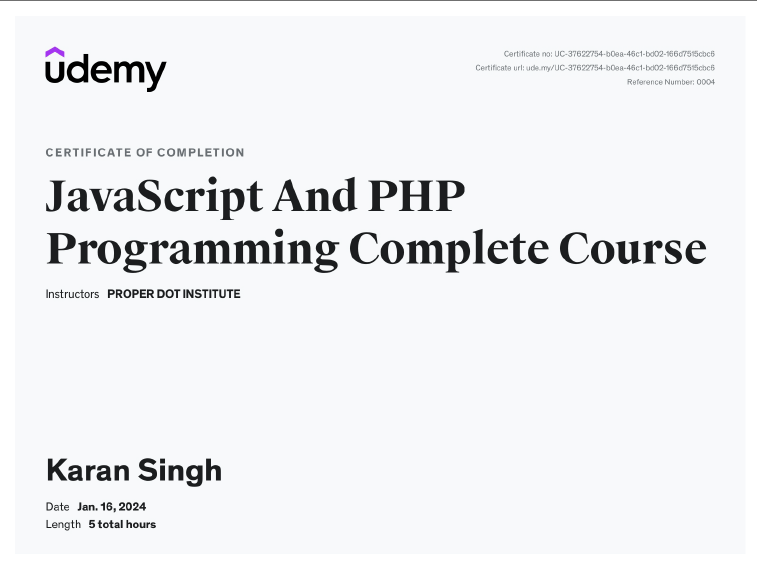 udemy
Certificate no: UC-37622754-b0ea-46c1-bd02-166d7515cbc6
Certificate url: ude.my/UC-37622754-b0ea-46c1-bd02-166d7515cbc6
Reference Number: 0004
CERTIFICATE OF COMPLETION
JavaScript And PHP
Programming Complete Course
Instructors PROPER DOT INSTITUTE
Karan Singh
Date Jan. 16, 2024
Length 5 total hours